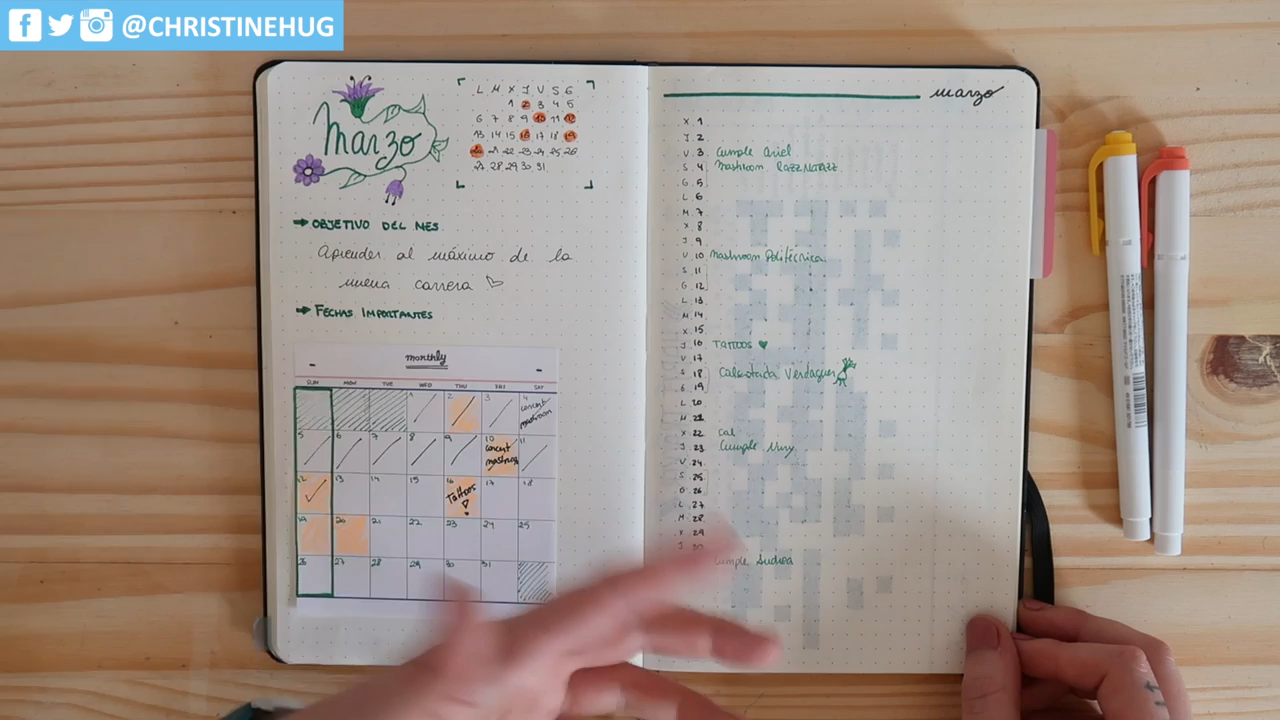 @CHRISTINEHUG
Marzo
L M X J V S G
1 2 3 4 5
6 7 8 9 10 11 12
13 14 15 16 17 18 19
20 21 22 23 24 25 26
27 28 29 30 31
→ OBJETIVO DEL MES
Aprender al máximo de la
nueva carrera
→ FECHAS IMPORTANTES
monthly
SUN MON TUE WED THU FRI SAT
1 2 3 4
concert
mashroom
5 6 7 8 9 10 11
concert
12 13 14 15 16 17 18
Tattoos
!
19 20 21 22 23 24 25
26 27 28 29 30 31
marzo
X. 1
J. 2
V. 3 Cumple Ariel
S. 4 Mashroom RazzMatazz
G. 5
L. 6
M. 7
X. 8
J. 9
V. 10 Mashroom Politécnica
S. 11
G. 12
L. 13
M. 14
X. 15
J. 16 TATTOOS ♥
V. 17
S. 18 Calçotada Verdaguer
G. 19
L. 20
M. 21
X. 22 Cal
J. 23 Cumple Nuy
V. 24
S. 25
D. 26
L. 27
M. 28
X. 29
J. 30
Cumple Andrea